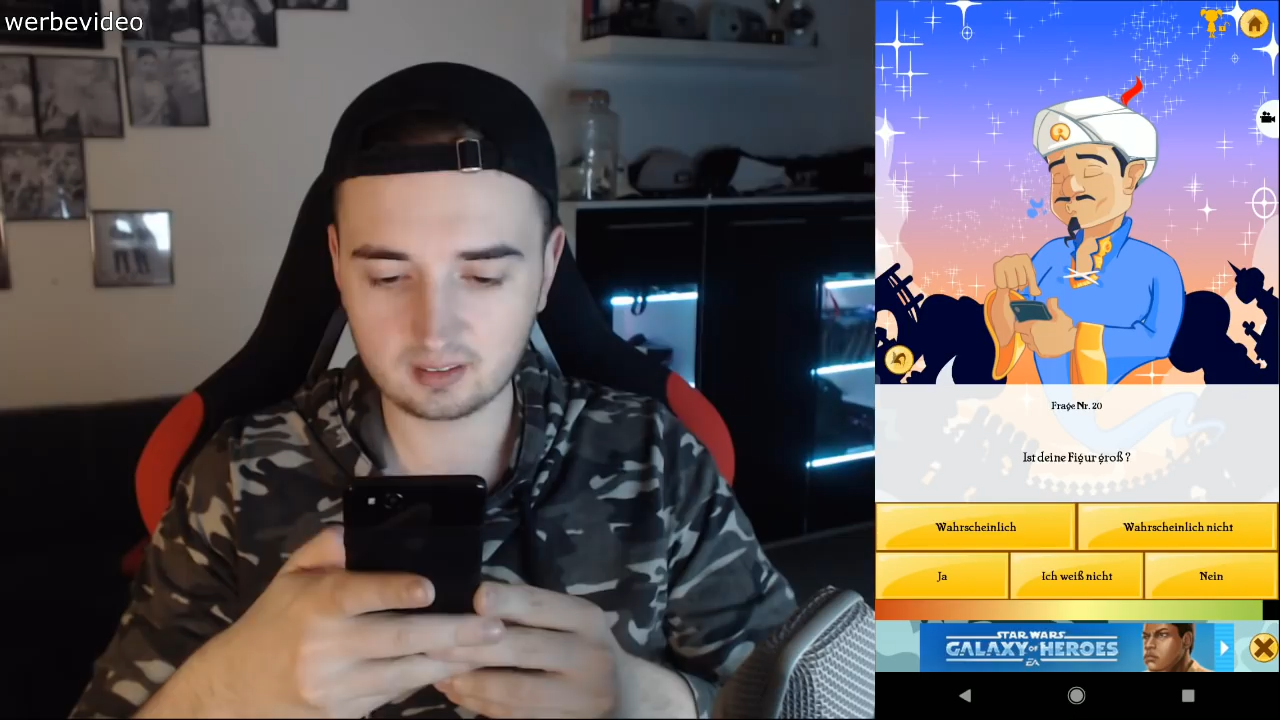 werbevideo
Frage Nr. 20
Ist deine Figur groß ?
Wahrscheinlich
Wahrscheinlich nicht
Ja
Ich weiß nicht
Nein
STAR WARS
GALAXY OF HEROES
EA